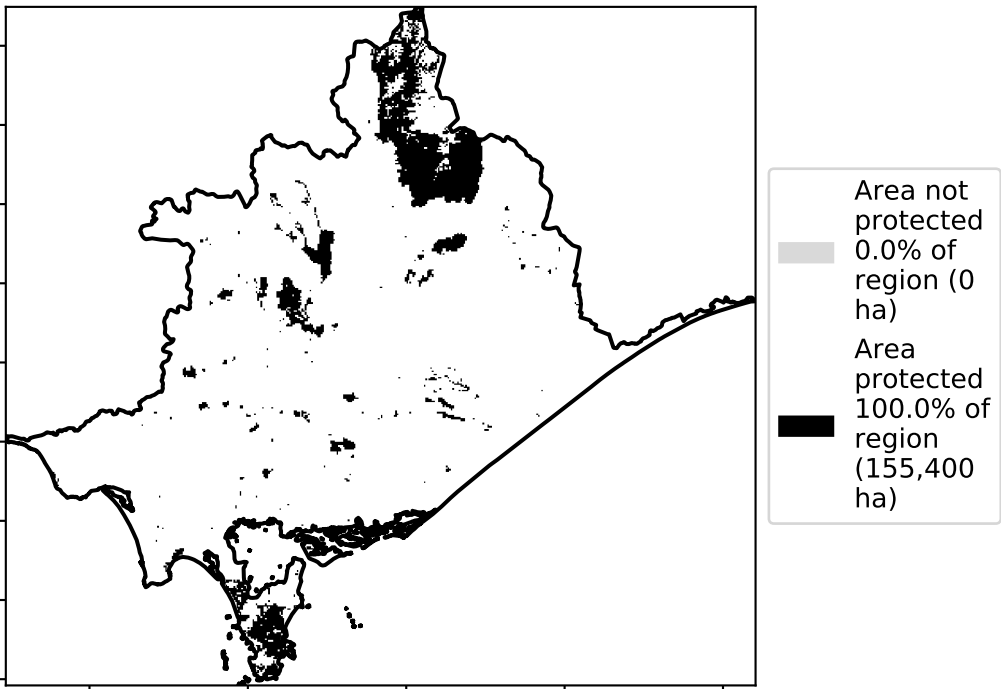 Area not
protected
0.0% of
region (0
ha)
Area
protected
100.0% of
region
(155,400
ha)